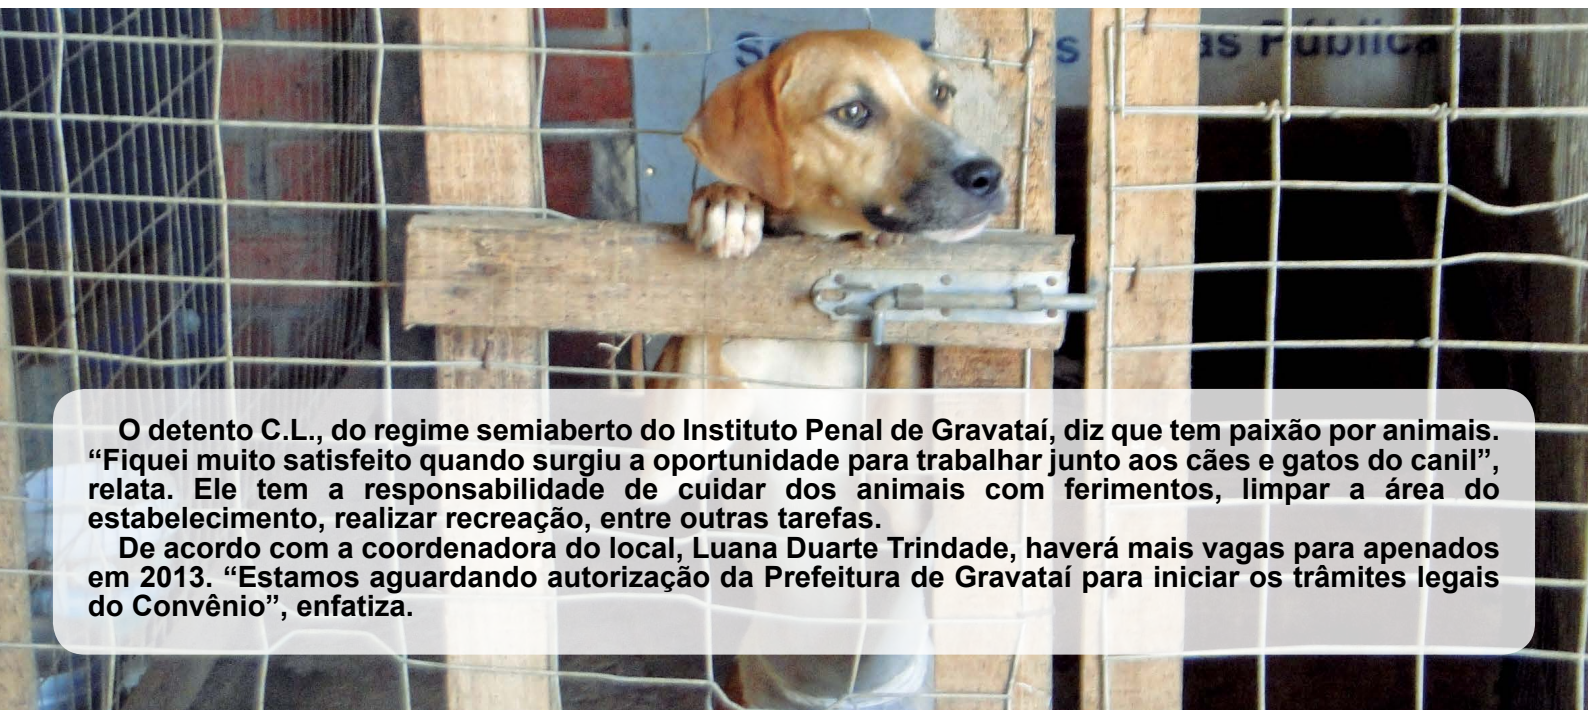 as Pública
O detento C.L., do regime semiaberto do Instituto Penal de Gravataí, diz que tem paixão por animais.
“Fiquei muito satisfeito quando surgiu a oportunidade para trabalhar junto aos cães e gatos do canil”,
relata. Ele tem a responsabilidade de cuidar dos animais com ferimentos, limpar a área do
estabelecimento, realizar recreação, entre outras tarefas.
De acordo com a coordenadora do local, Luana Duarte Trindade, haverá mais vagas para apenados
em 2013. “Estamos aguardando autorização da Prefeitura de Gravataí para iniciar os trâmites legais
do Convênio”, enfatiza.